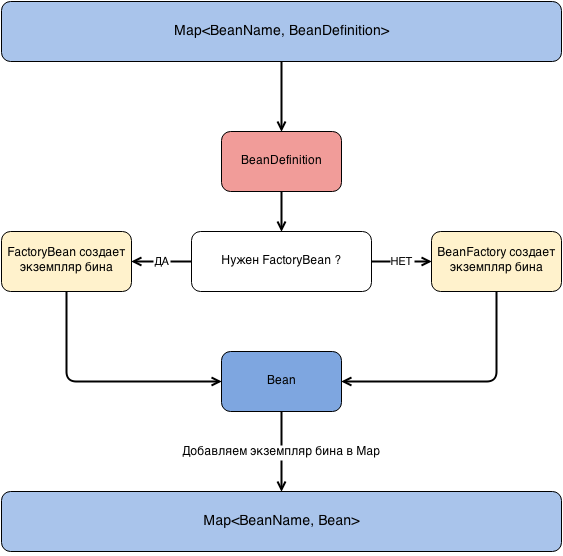 Map<BeanName, BeanDefinition>
BeanDefinition
FactoryBean создает
экземпляр бина
ДА
Нужен FactoryBean ?
НЕТ
BeanFactory создает
экземпляр бина
Bean
Добавляем экземпляр бина в Map
Map<BeanName, Bean>